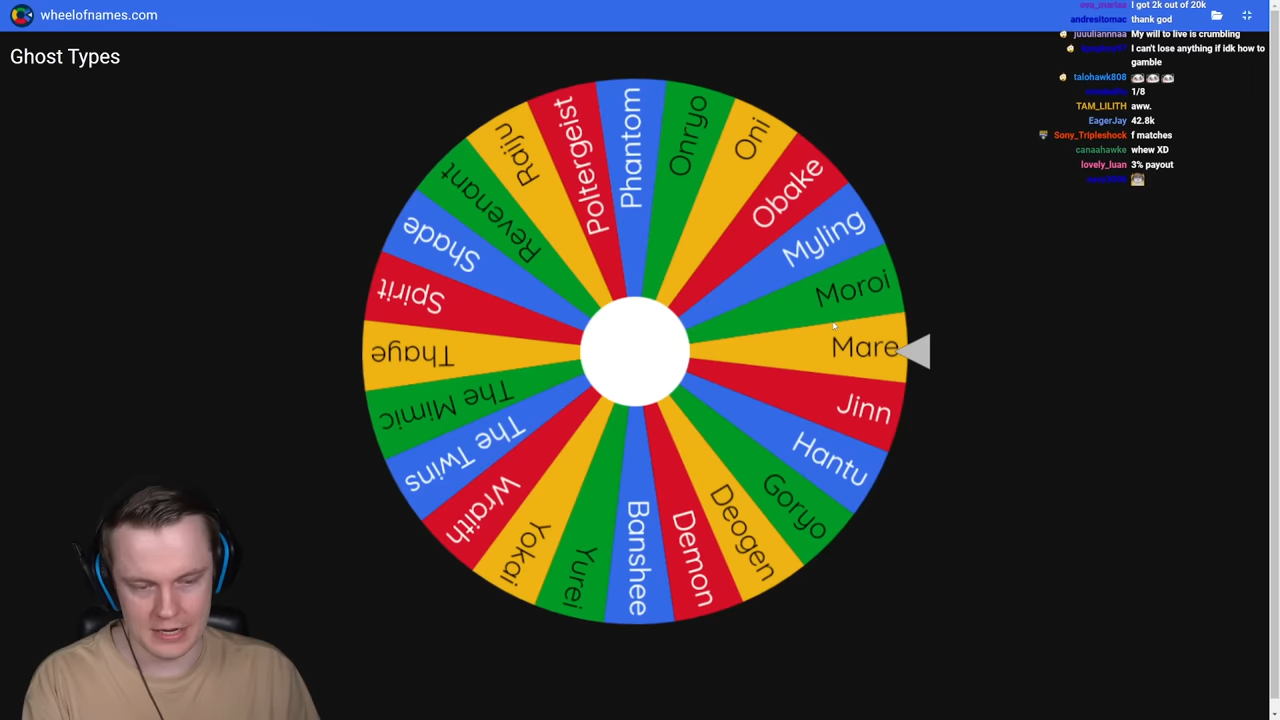 wheelofnames.com
Ghost Types
Phantom
Onryo
Oni
Obake
Myling
Moroi
Mare
Jinn
Hantu
Goryo
Deogen
Demon
Banshee
Yurei
Yokai
Wraith
The Twins
The Mimic
Thaye
Spirit
Shade
Revenant
Raiju
Poltergeist
I got 2k out of 20k
andresitomac thank god
juuuliannnaa My will to live is crumbling
I can't lose anything if idk how to
gamble
talohawk808
1/8
TAM_LILITH aww.
EagerJay 42.8k
Sony_Tripleshock f matches
canaahawke whew XD
lovely_luan 3% payout